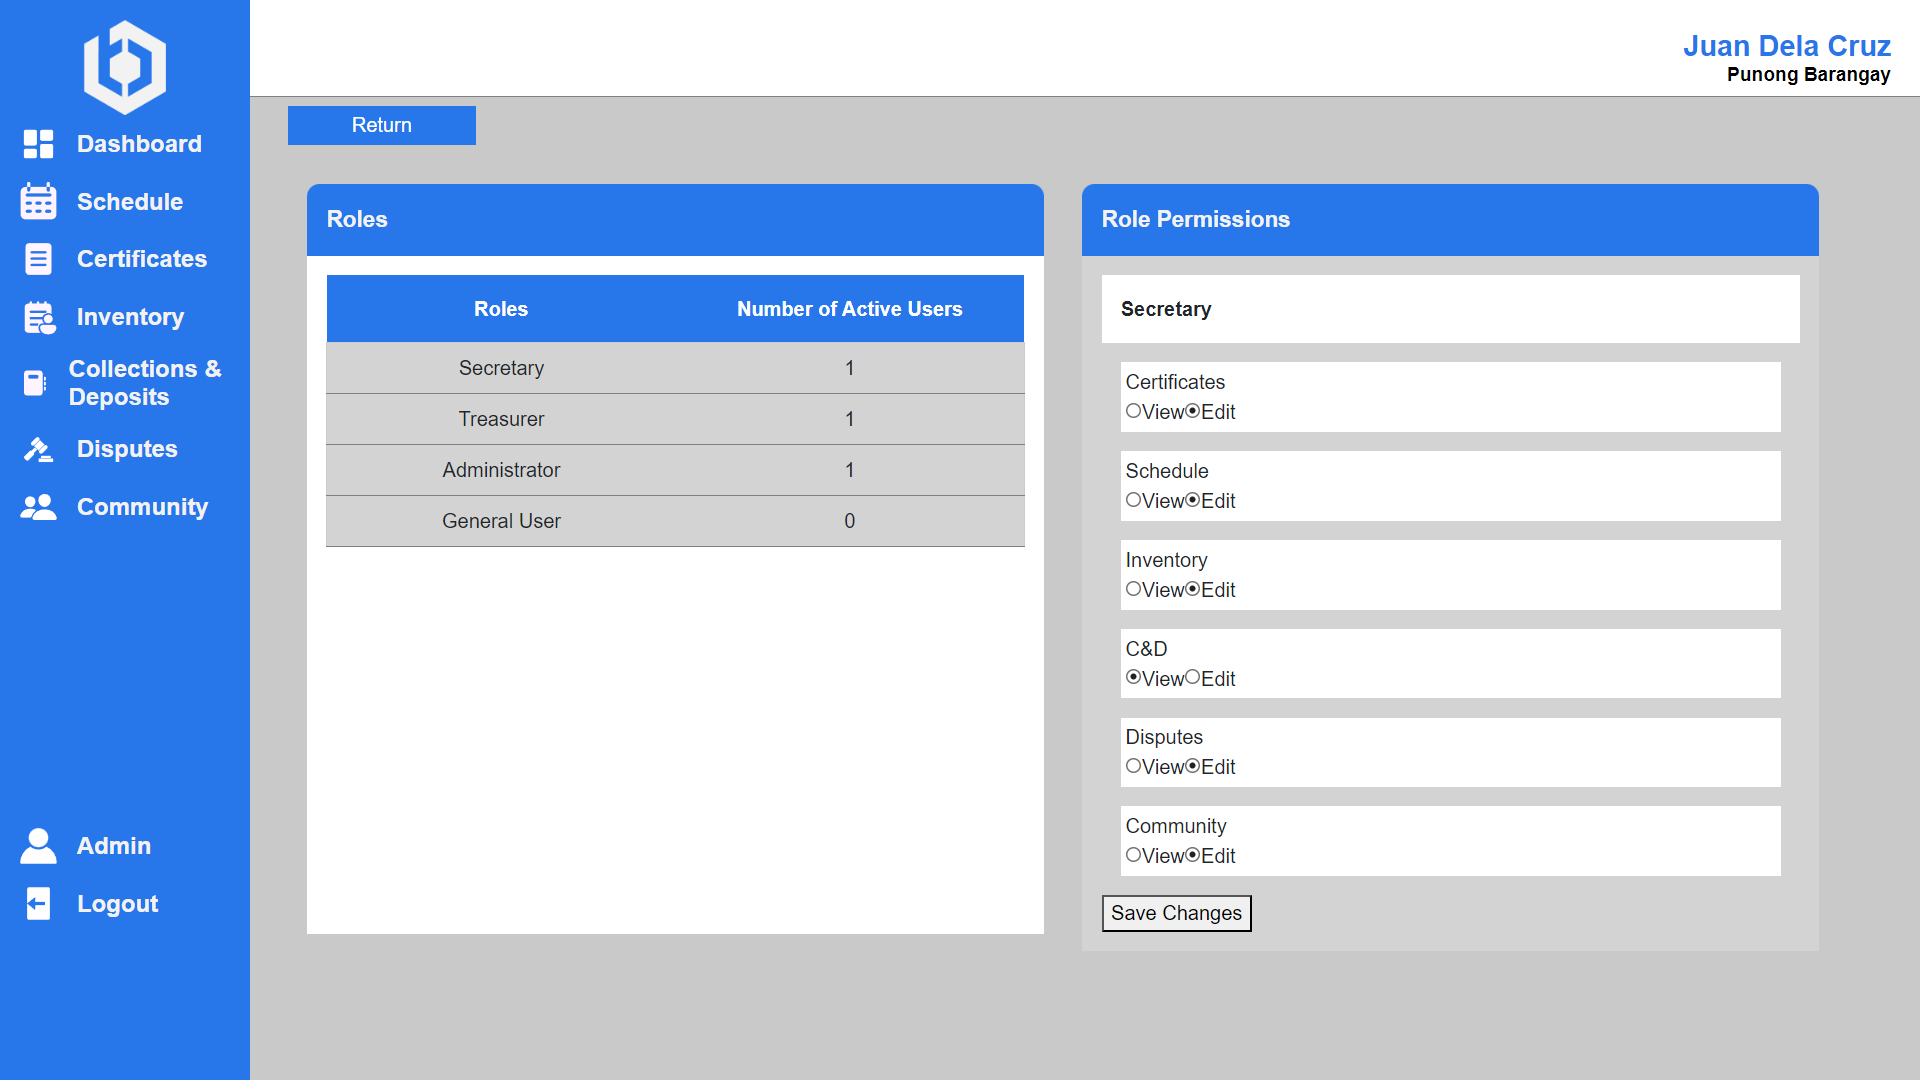 Juan Dela Cruz
Punong Barangay
Dashboard
Schedule
Certificates
Inventory
Collections &
Deposits
Disputes
Community
Admin
Logout
Return
Roles
Roles Number of Active Users
Secretary 1
Treasurer 1
Administrator 1
General User 0
Role Permissions
Secretary
Certificates
View Edit
Schedule
View Edit
Inventory
View Edit
C&D
View Edit
Disputes
View Edit
Community
View Edit
Save Changes